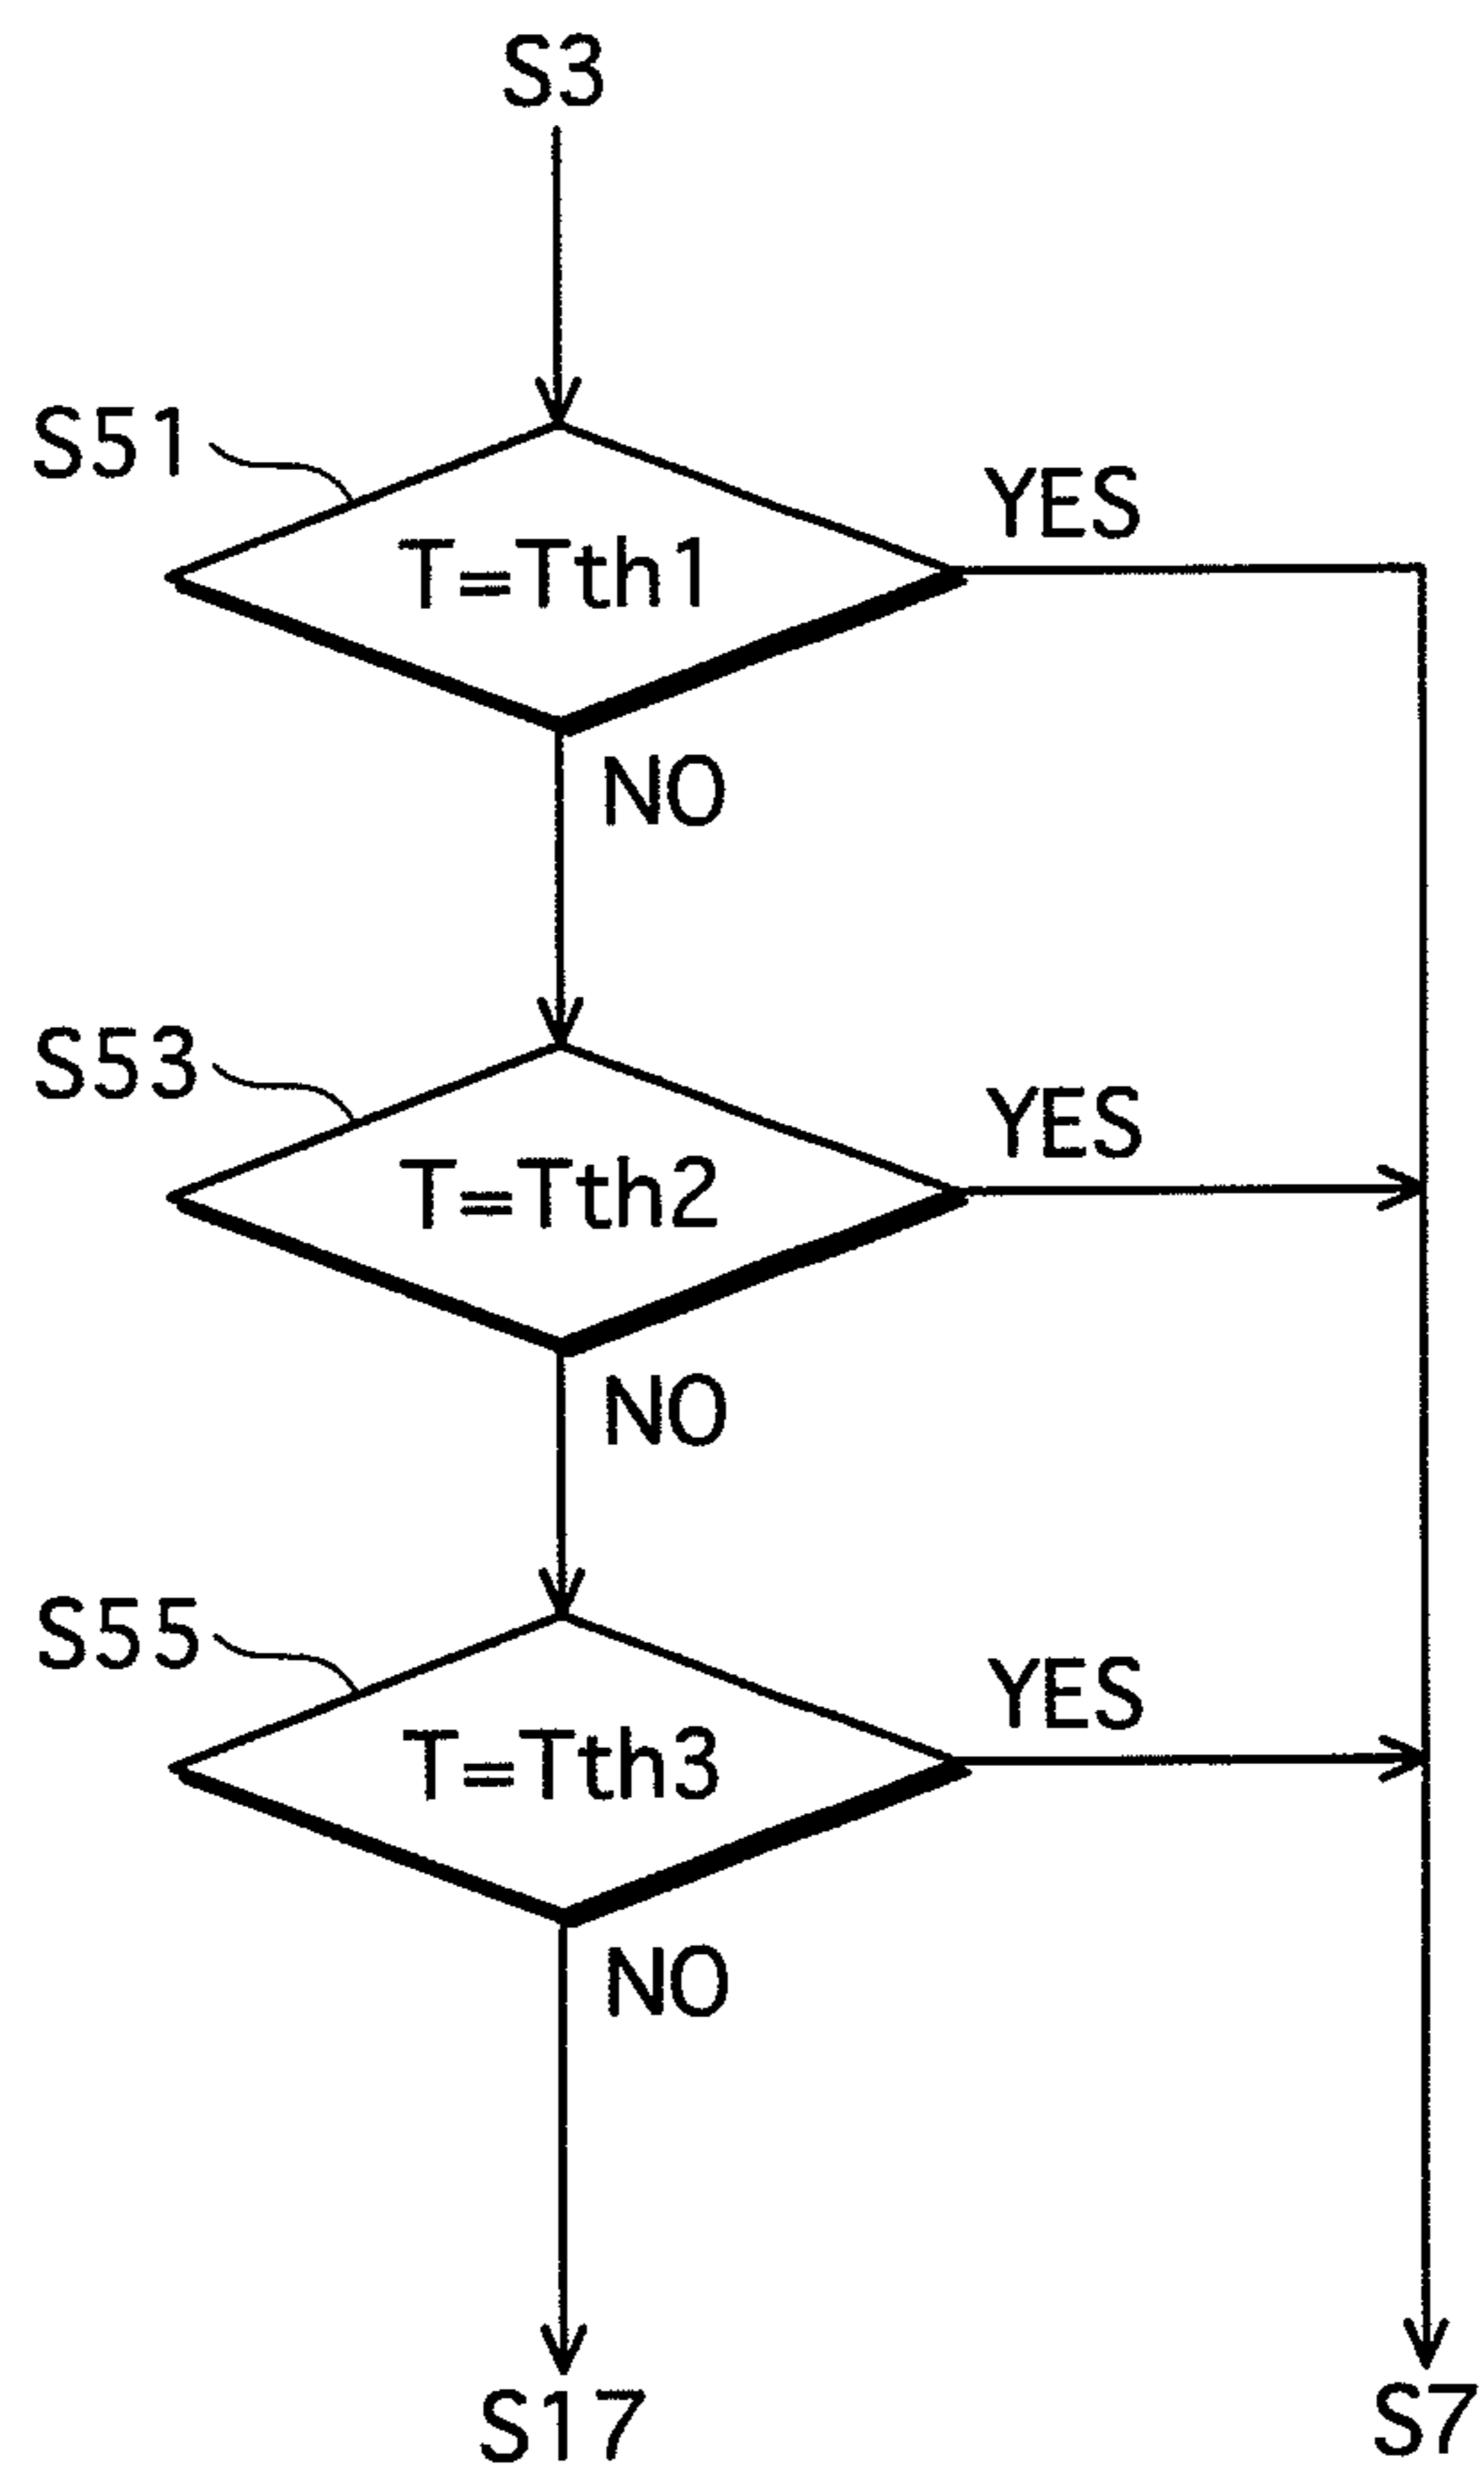 S3
S51
YES
T=Tth1
NO
S53
YES
T=Tth2
NO
S55
YES
T=Tth3
NO
S17
S7